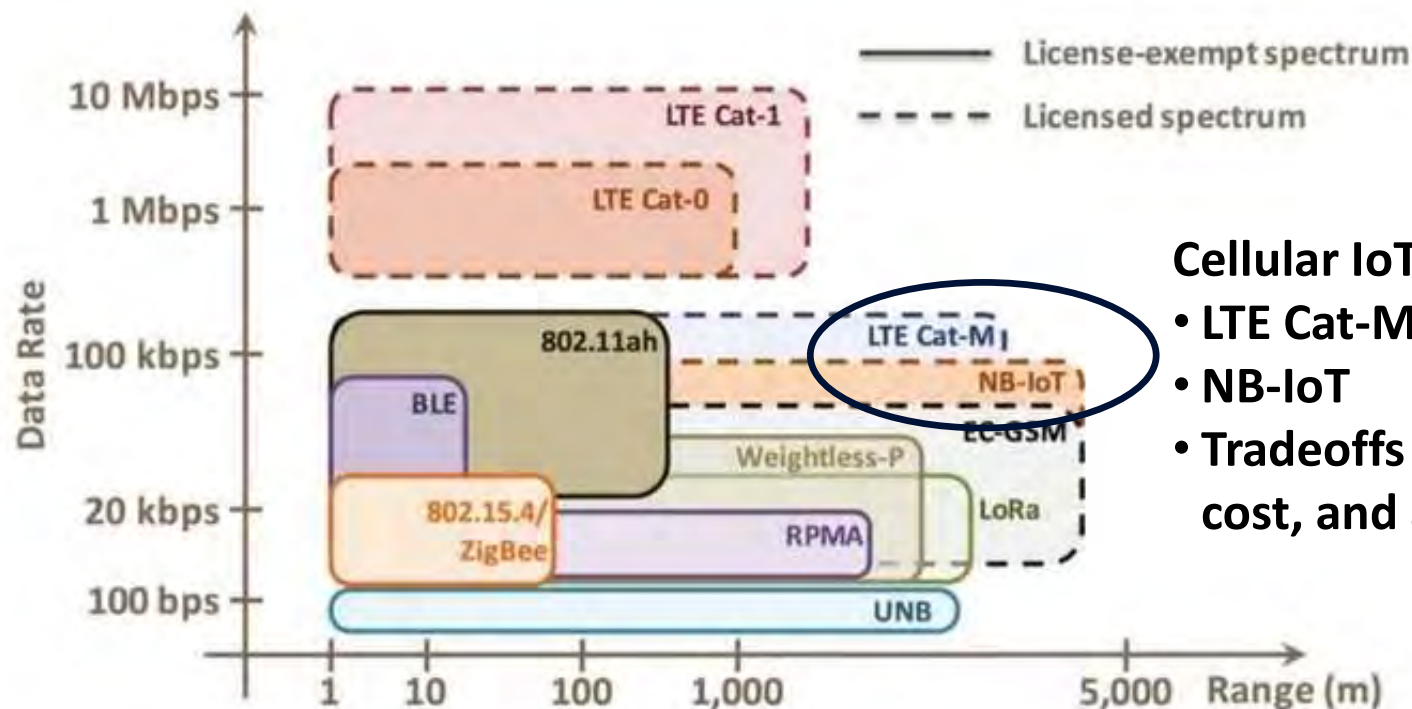 License-exempt spectrum
Licensed spectrum
10 Mbps
1 Mbps
100 kbps
20 kbps
100 bps
Data Rate
LTE Cat-1
LTE Cat-0
802.11ah
BLE
802.15.4/
ZigBee
LTE Cat-M
NB-IoT
EC-GSM
Weightless-P
LoRa
RPMA
UNB
1
10
100
1,000
5,000
Range (m)
Cellular IoT
• LTE Cat-M
• NB-IoT
• Tradeoffs
cost, and